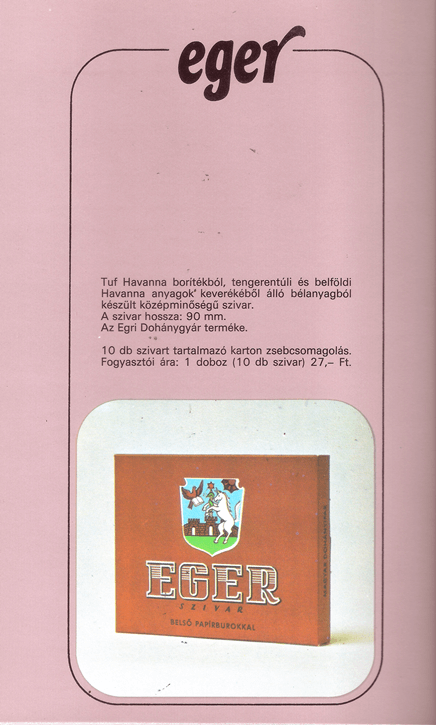 eger
Tuf Havanna borítékból, tengerentúli és belföldi
Havanna anyagok keverékéből álló bélanyagból
készült középminőségű szivar.
A szivar hossza: 90 mm.
Az Egri Dohánygyár terméke.
10 db szivart tartalmazó karton zsebcsomagolás.
Fogyasztói ára: 1 doboz (10 db szivar) 27,– Ft.
EGER
SZIVAR
BELSŐ PAPÍRBUROKKAL